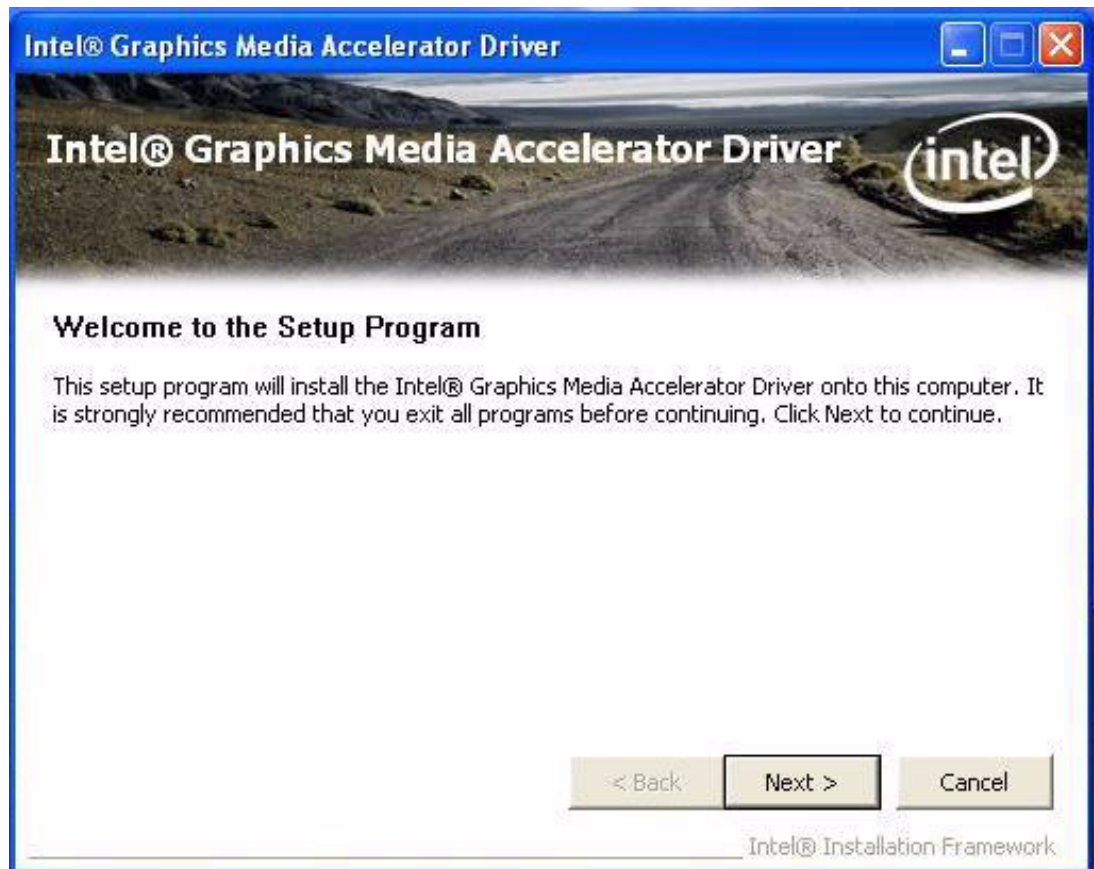 Intel® Graphics Media Accelerator Driver
Intel® Graphics Media Accelerator Driver
intel
Welcome to the Setup Program
This setup program will install the Intel® Graphics Media Accelerator Driver onto this computer. It
is strongly recommended that you exit all programs before continuing. Click Next to continue.
< Back
Next >
Cancel
Intel® Installation Framework